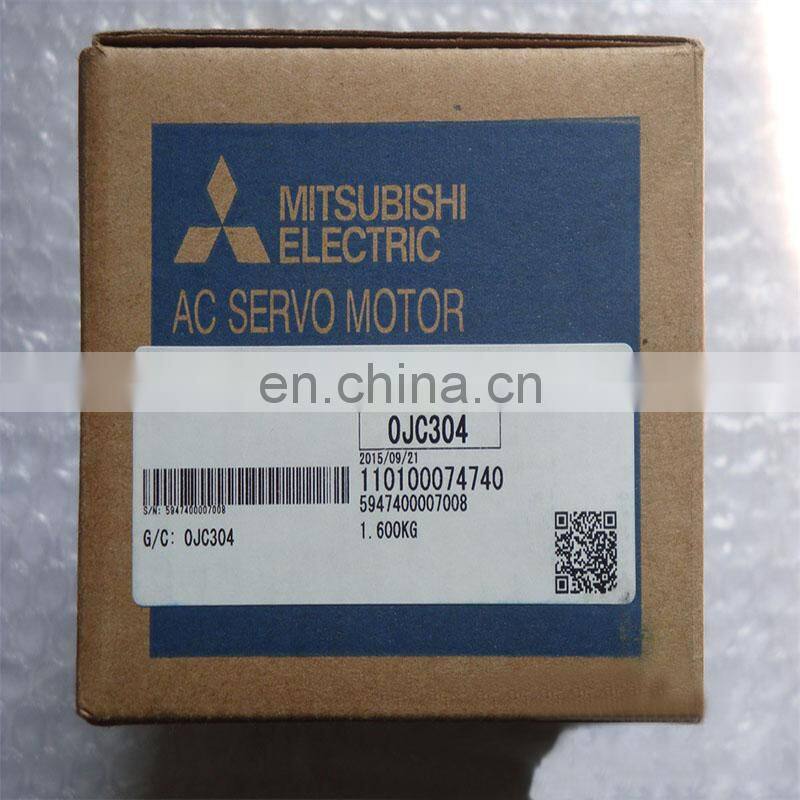 MITSUBISHI
ELECTRIC
AC SERVO MOTOR
en.china.cn
0JC304
2015/09/21
110100074740
S/N: 5947400007008
5947400007008
G/C: 0JC304
1.600KG